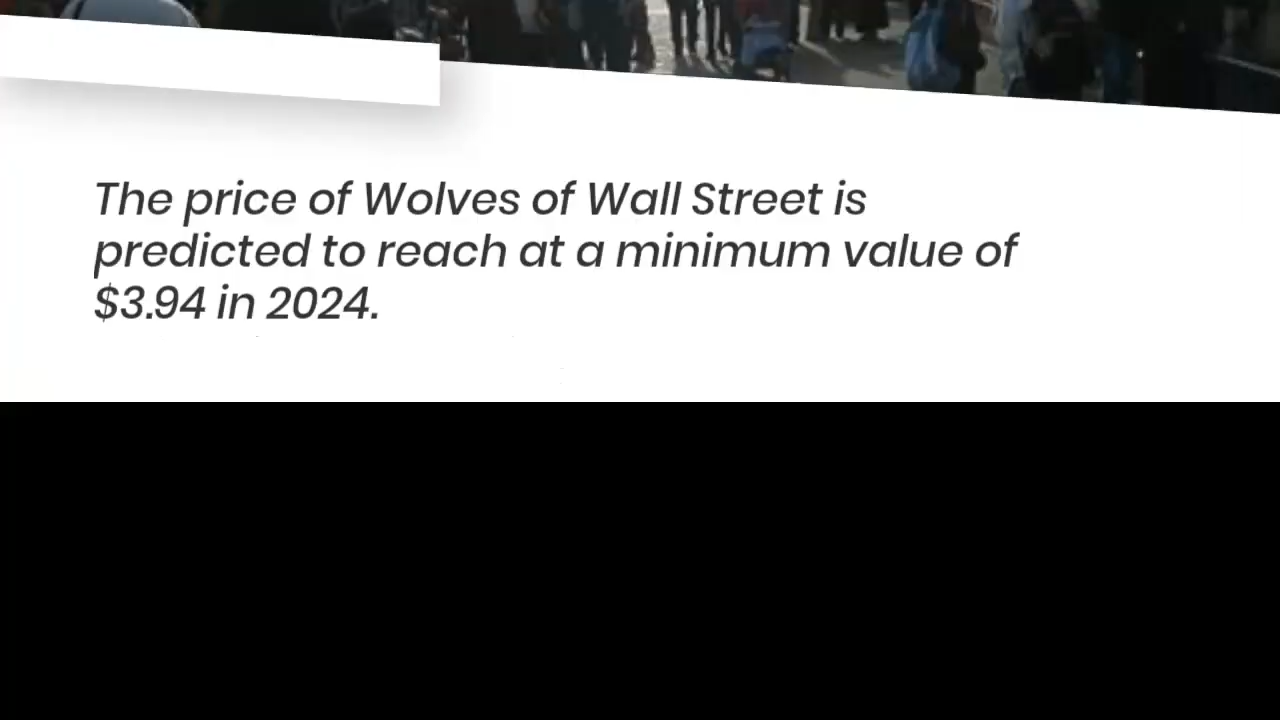 The price of Wolves of Wall Street is
predicted to reach at a minimum value of
$3.94 in 2024.